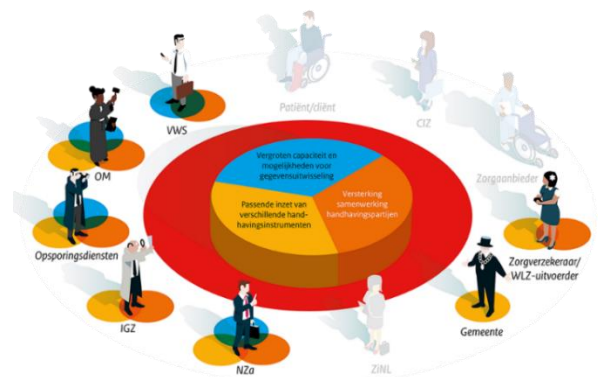 Patiënt/cliënt
CIZ
VWS
OM
Zorgaanbieder
Vergroten capaciteit en
mogelijkheden voor
gegevensuitwisseling
Passende inzet van
verschillende hand-
havingsinstrumenten
Versterking
samenwerking
handhavingspartijen
Opsporingsdiensten
Zorgverzekeraar/
WLZ-uitvoerder
IGZ
Gemeente
NZa
ZiNL